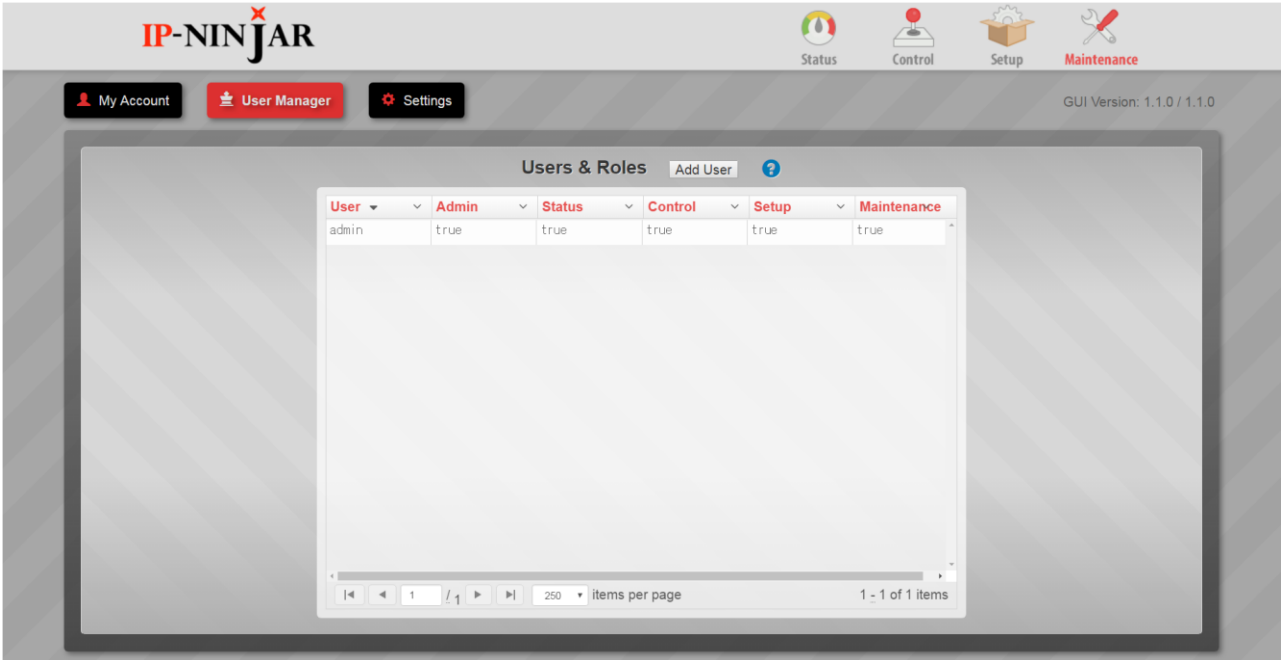 IP-NINJAR
Status Control Setup Maintenance
My Account User Manager Settings GUI Version: 1.1.0 / 1.1.0
Users & Roles Add User ?
User Admin Status Control Setup Maintenance
admin true true true true true
1 / 1 250 items per page 1 - 1 of 1 items